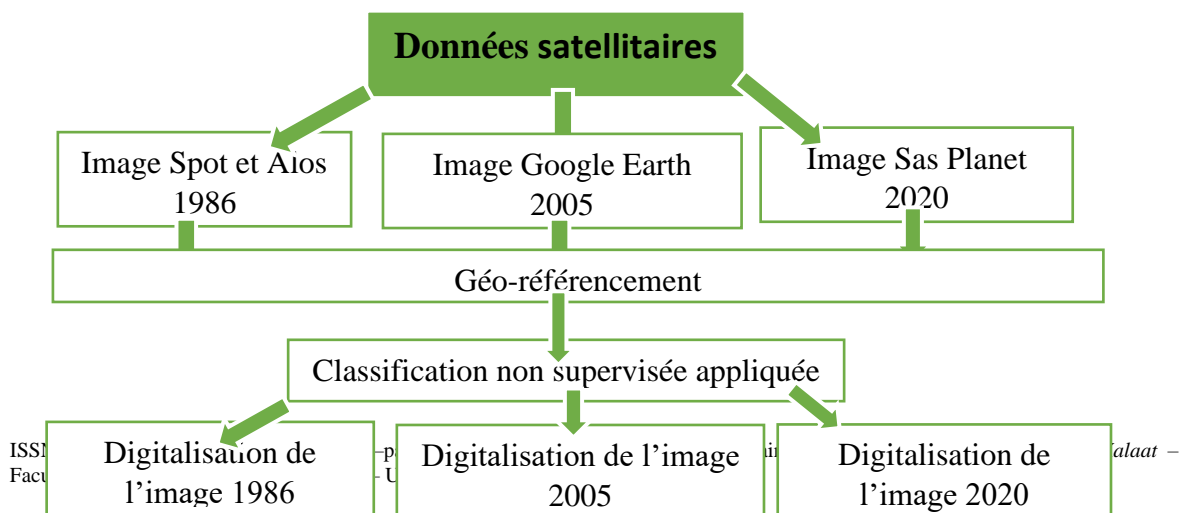 Données satellitaires
Image Spot et Alos
1986
Image Google Earth
2005
Image Sas Planet
2020
Géo-référencement
Classification non supervisée appliquée
Digitalisation de
l’image 1986
Digitalisation de l’image
2005
Digitalisation de
l’image 2020